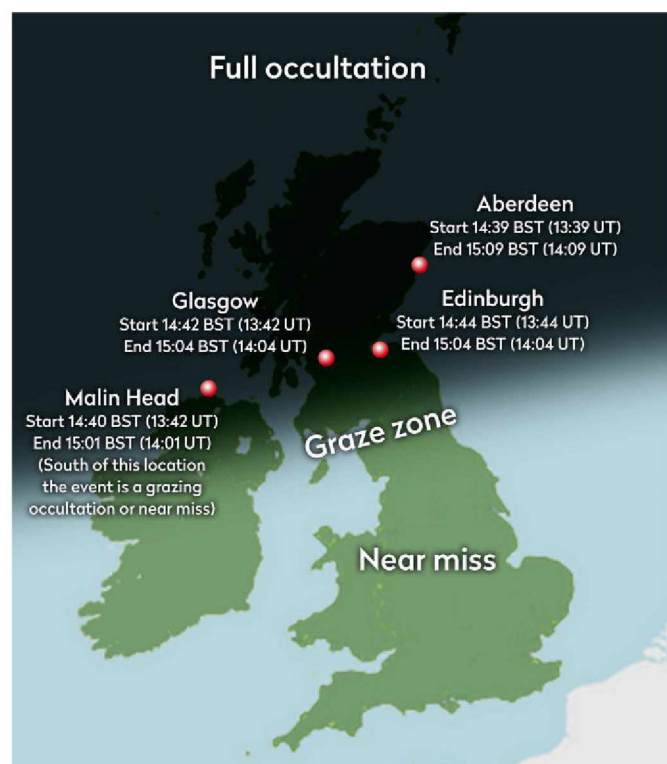 Full occultation
Aberdeen
Start 14:39 BST (13:39 UT)
End 15:09 BST (14:09 UT)
Glasgow
Start 14:42 BST (13:42 UT)
End 15:04 BST (14:04 UT)
Edinburgh
Start 14:44 BST (13:44 UT)
End 15:04 BST (14:04 UT)
Malin Head
Start 14:40 BST (13:42 UT)
End 15:01 BST (14:01 UT)
(South of this location
the event is a grazing
occultation or near miss)
Graze zone
Near miss